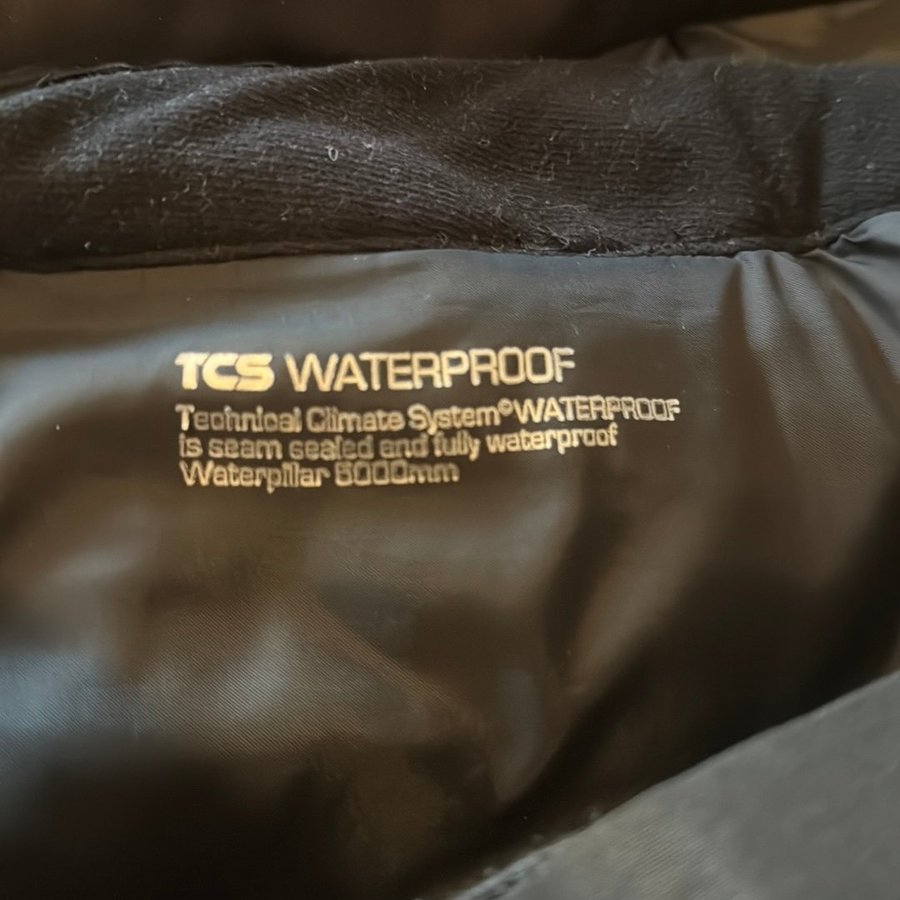 TCS WATERPROOF
Technical Climate System©WATERPROOF
is seam sealed and fully waterproof
Waterpillar 5000mm